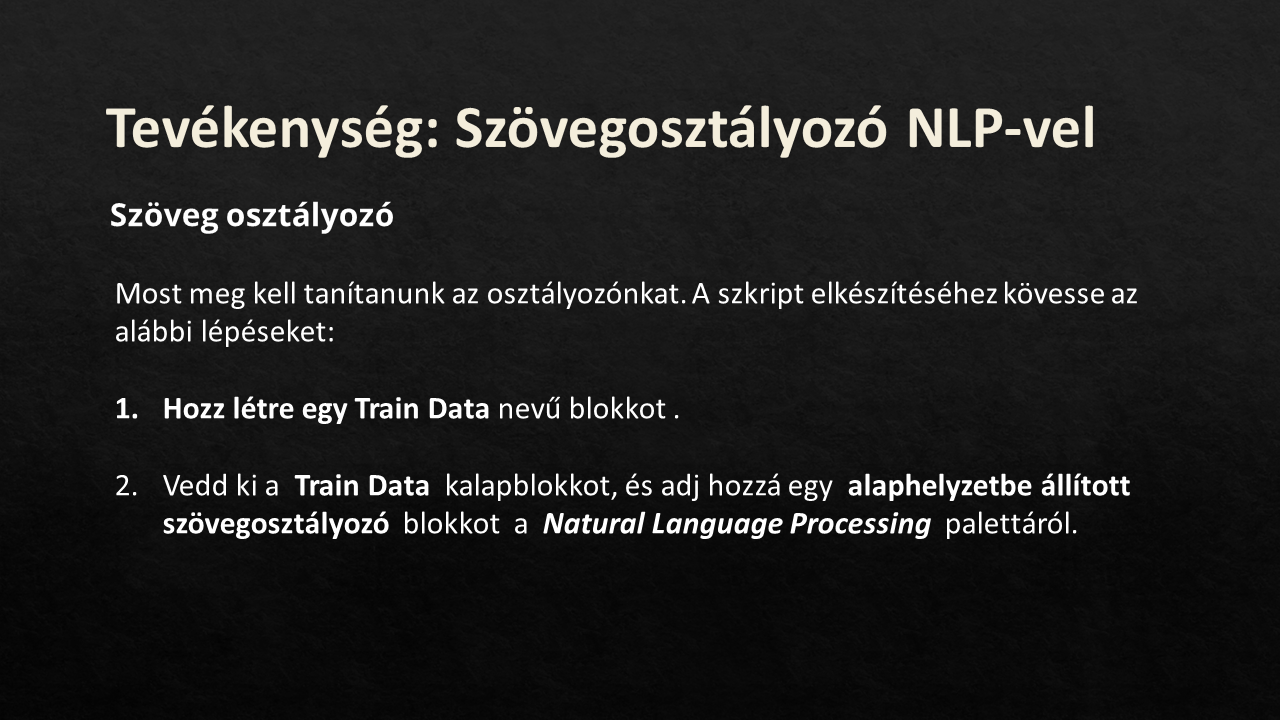 Tevékenység: Szövegosztályozó NLP-vel
Szöveg osztályozó
Most meg kell tanítanunk az osztályozónkat. A szkript elkészítéséhez kövesse az
alábbi lépéseket:
1. Hozz létre egy Train Data nevű blokkot .
2. Vedd ki a Train Data kalapblokkot, és adj hozzá egy alaphelyzetbe állított
szövegosztályozó blokkot a Natural Language Processing palettáról.